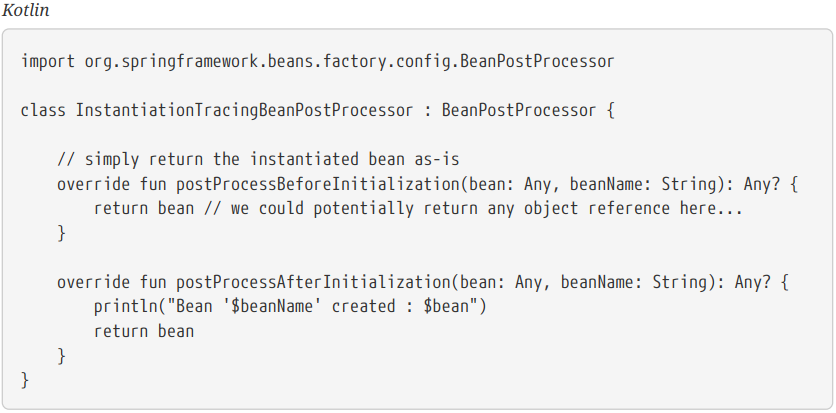 Kotlin
import org.springframework.beans.factory.config.BeanPostProcessor

class InstantiationTracingBeanPostProcessor : BeanPostProcessor {

    // simply return the instantiated bean as-is
    override fun postProcessBeforeInitialization(bean: Any, beanName: String): Any? {
        return bean // we could potentially return any object reference here...
    }

    override fun postProcessAfterInitialization(bean: Any, beanName: String): Any? {
        println("Bean '$beanName' created : $bean")
        return bean
    }
}